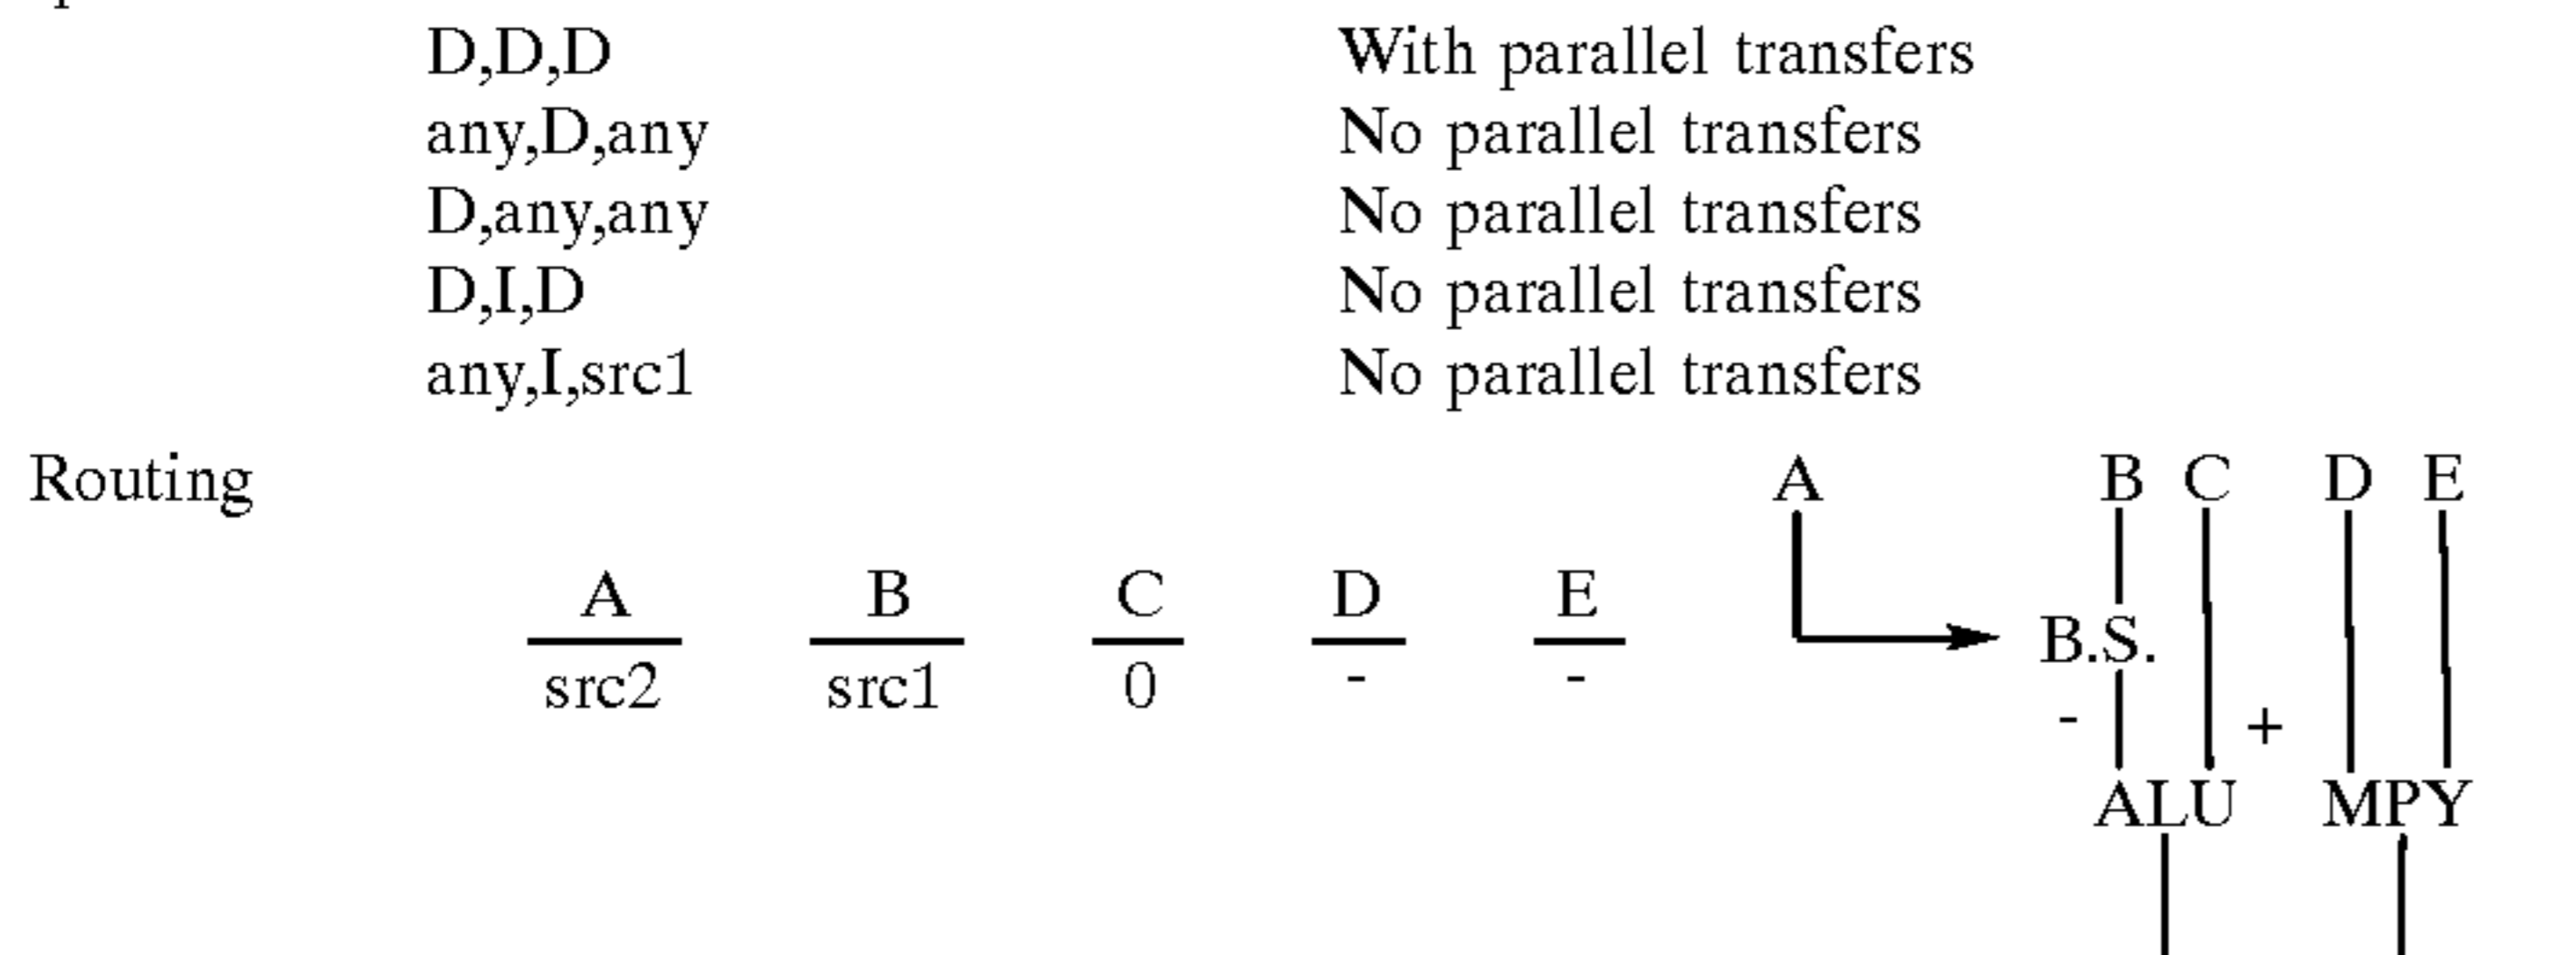 D,D,D With parallel transfers
any,D,any No parallel transfers
D,any,any No parallel transfers
D,I,D No parallel transfers
any,I,src1 No parallel transfers
Routing A B C D E
A B C D E
src2 src1 0 - - B.S.
- +
ALU MPY